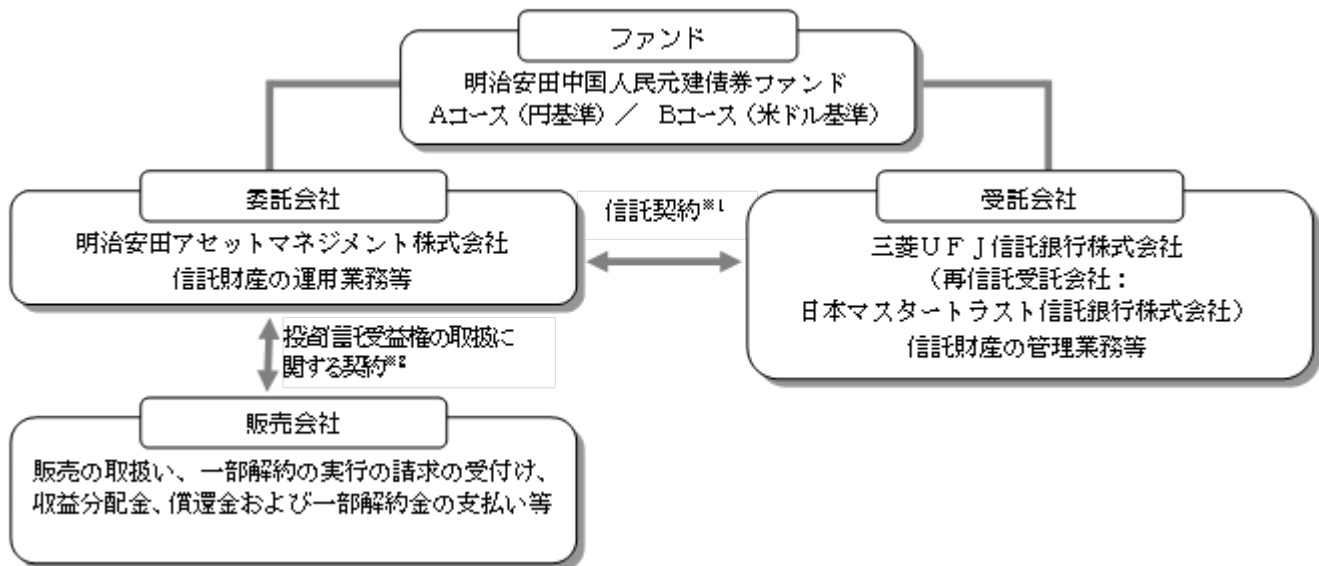 ファンド
明治安田中国人民元建債券ファンド
Aコース（円基準）／　Bコース（米ドル基準）
委託会社
明治安田アセットマネジメント株式会社
信託財産の運用業務等
信託契約※1
受託会社
三菱ＵＦＪ信託銀行株式会社
（再信託受託会社：
日本マスタートラスト信託銀行株式会社）
信託財産の管理業務等
投資信託受益権の取扱に
関する契約※2
販売会社
販売の取扱い、一部解約の実行の請求の受付け、
収益分配金、償還金および一部解約金の支払い等